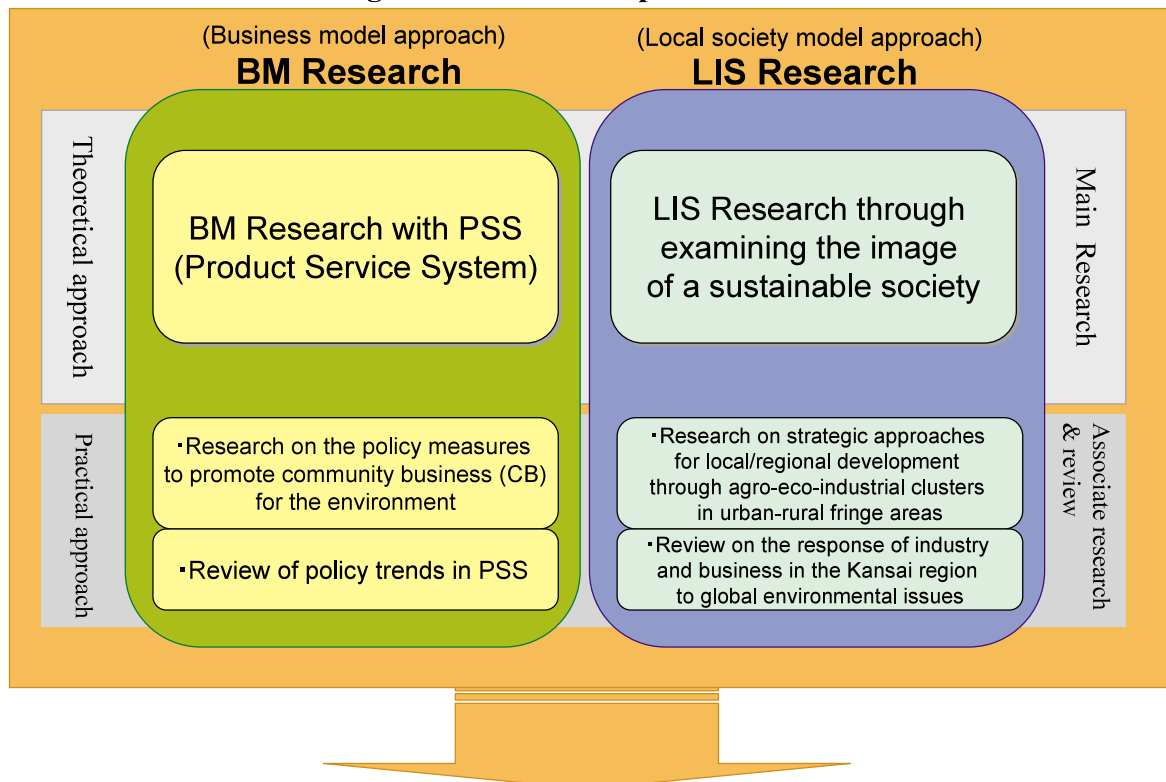 (Business model approach)
BM Research
(Local society model approach)
LIS Research
Theoretical approach
BM Research with PSS
(Product Service System)
LIS Research through
examining the image
of a sustainable society
Main Research
Practical approach
・Research on the policy measures
to promote community business (CB)
for the environment
・Review of policy trends in PSS
・Research on strategic approaches
for local/regional development
through agro-eco-industrial clusters
in urban-rural fringe areas
・Review on the response of industry
and business in the Kansai region
to global environmental issues
Associate research
& review